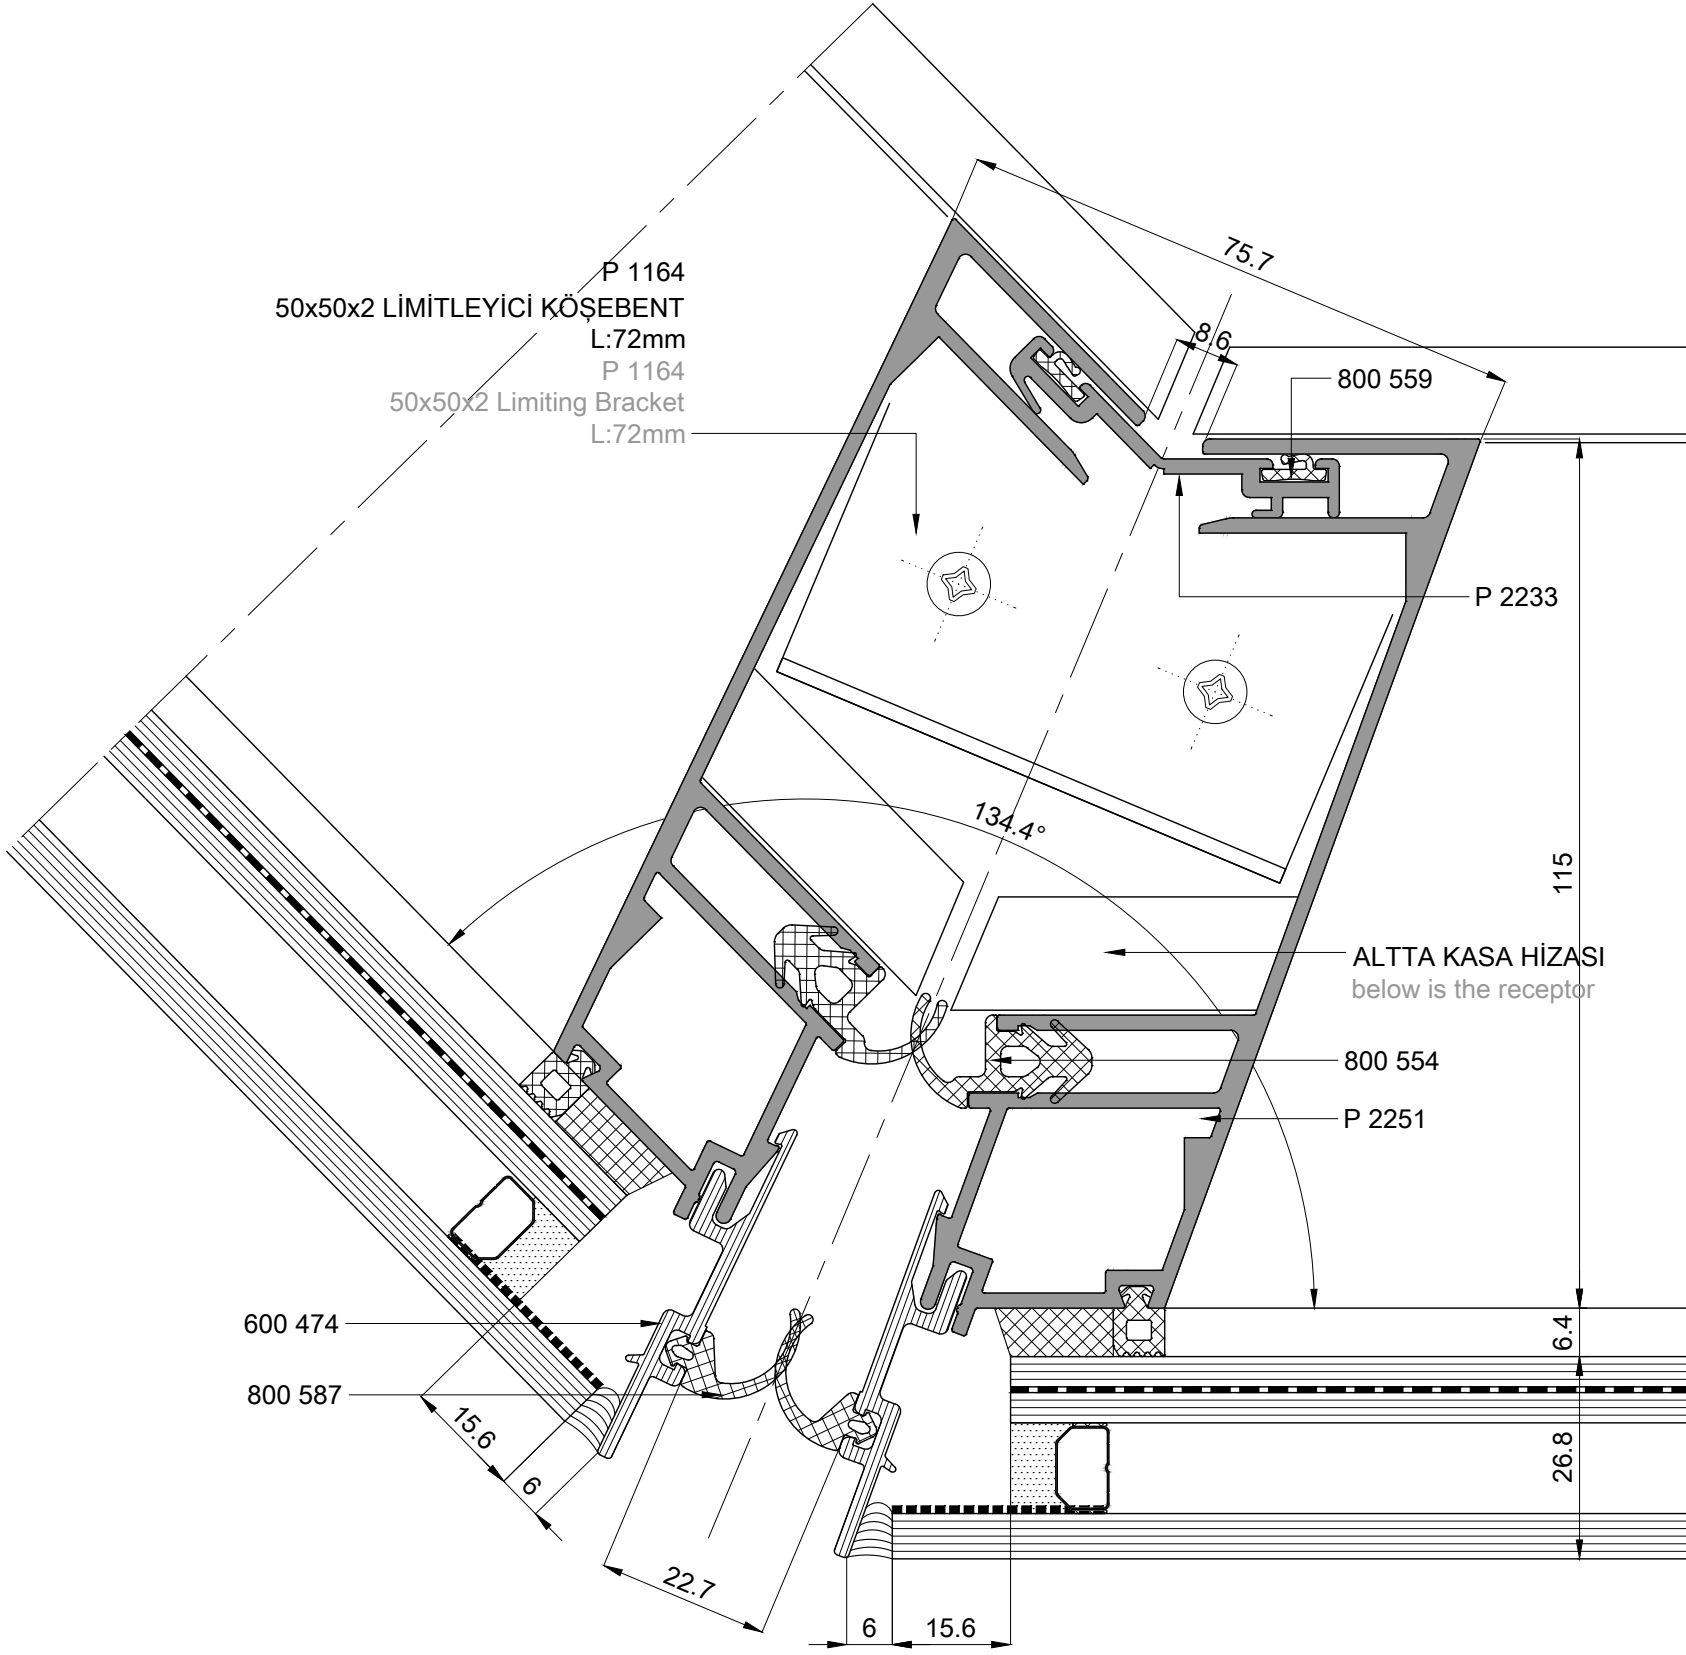 75.7
P 1164
50x50x2 LİMİTLEYİCİ KÖŞEBENT
L:72mm
P 1164
50x50x2 Limiting Bracket
L:72mm
8.6
800 559
P 2233
134.4°
115
ALTTA KASA HİZASI
below is the receptor
800 554
P 2251
600 474
6.4
800 587
15.6
26.8
6
22.7
6
15.6